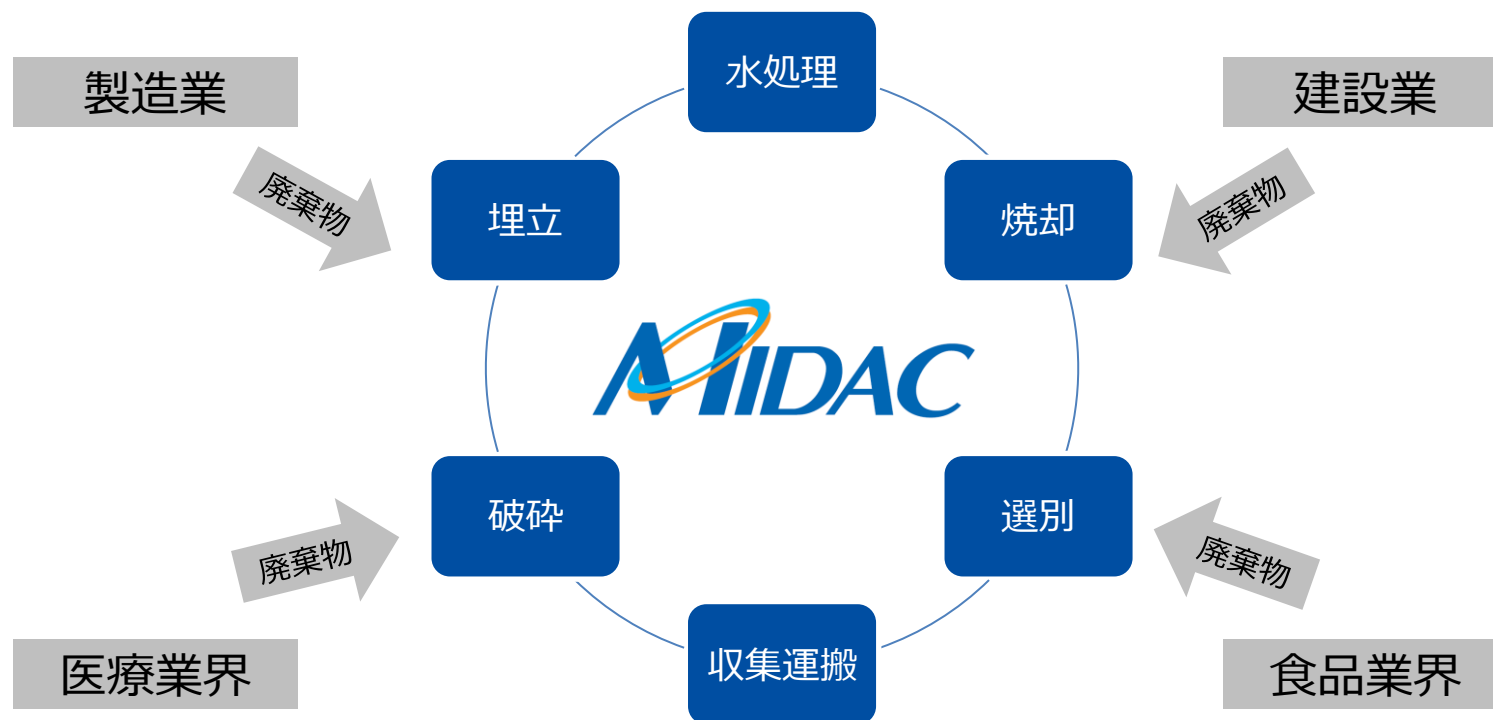 水処理
製造業
建設業
廃棄物
廃棄物
埋立
焼却
MIDAC
破砕
選別
廃棄物
廃棄物
収集運搬
医療業界
食品業界